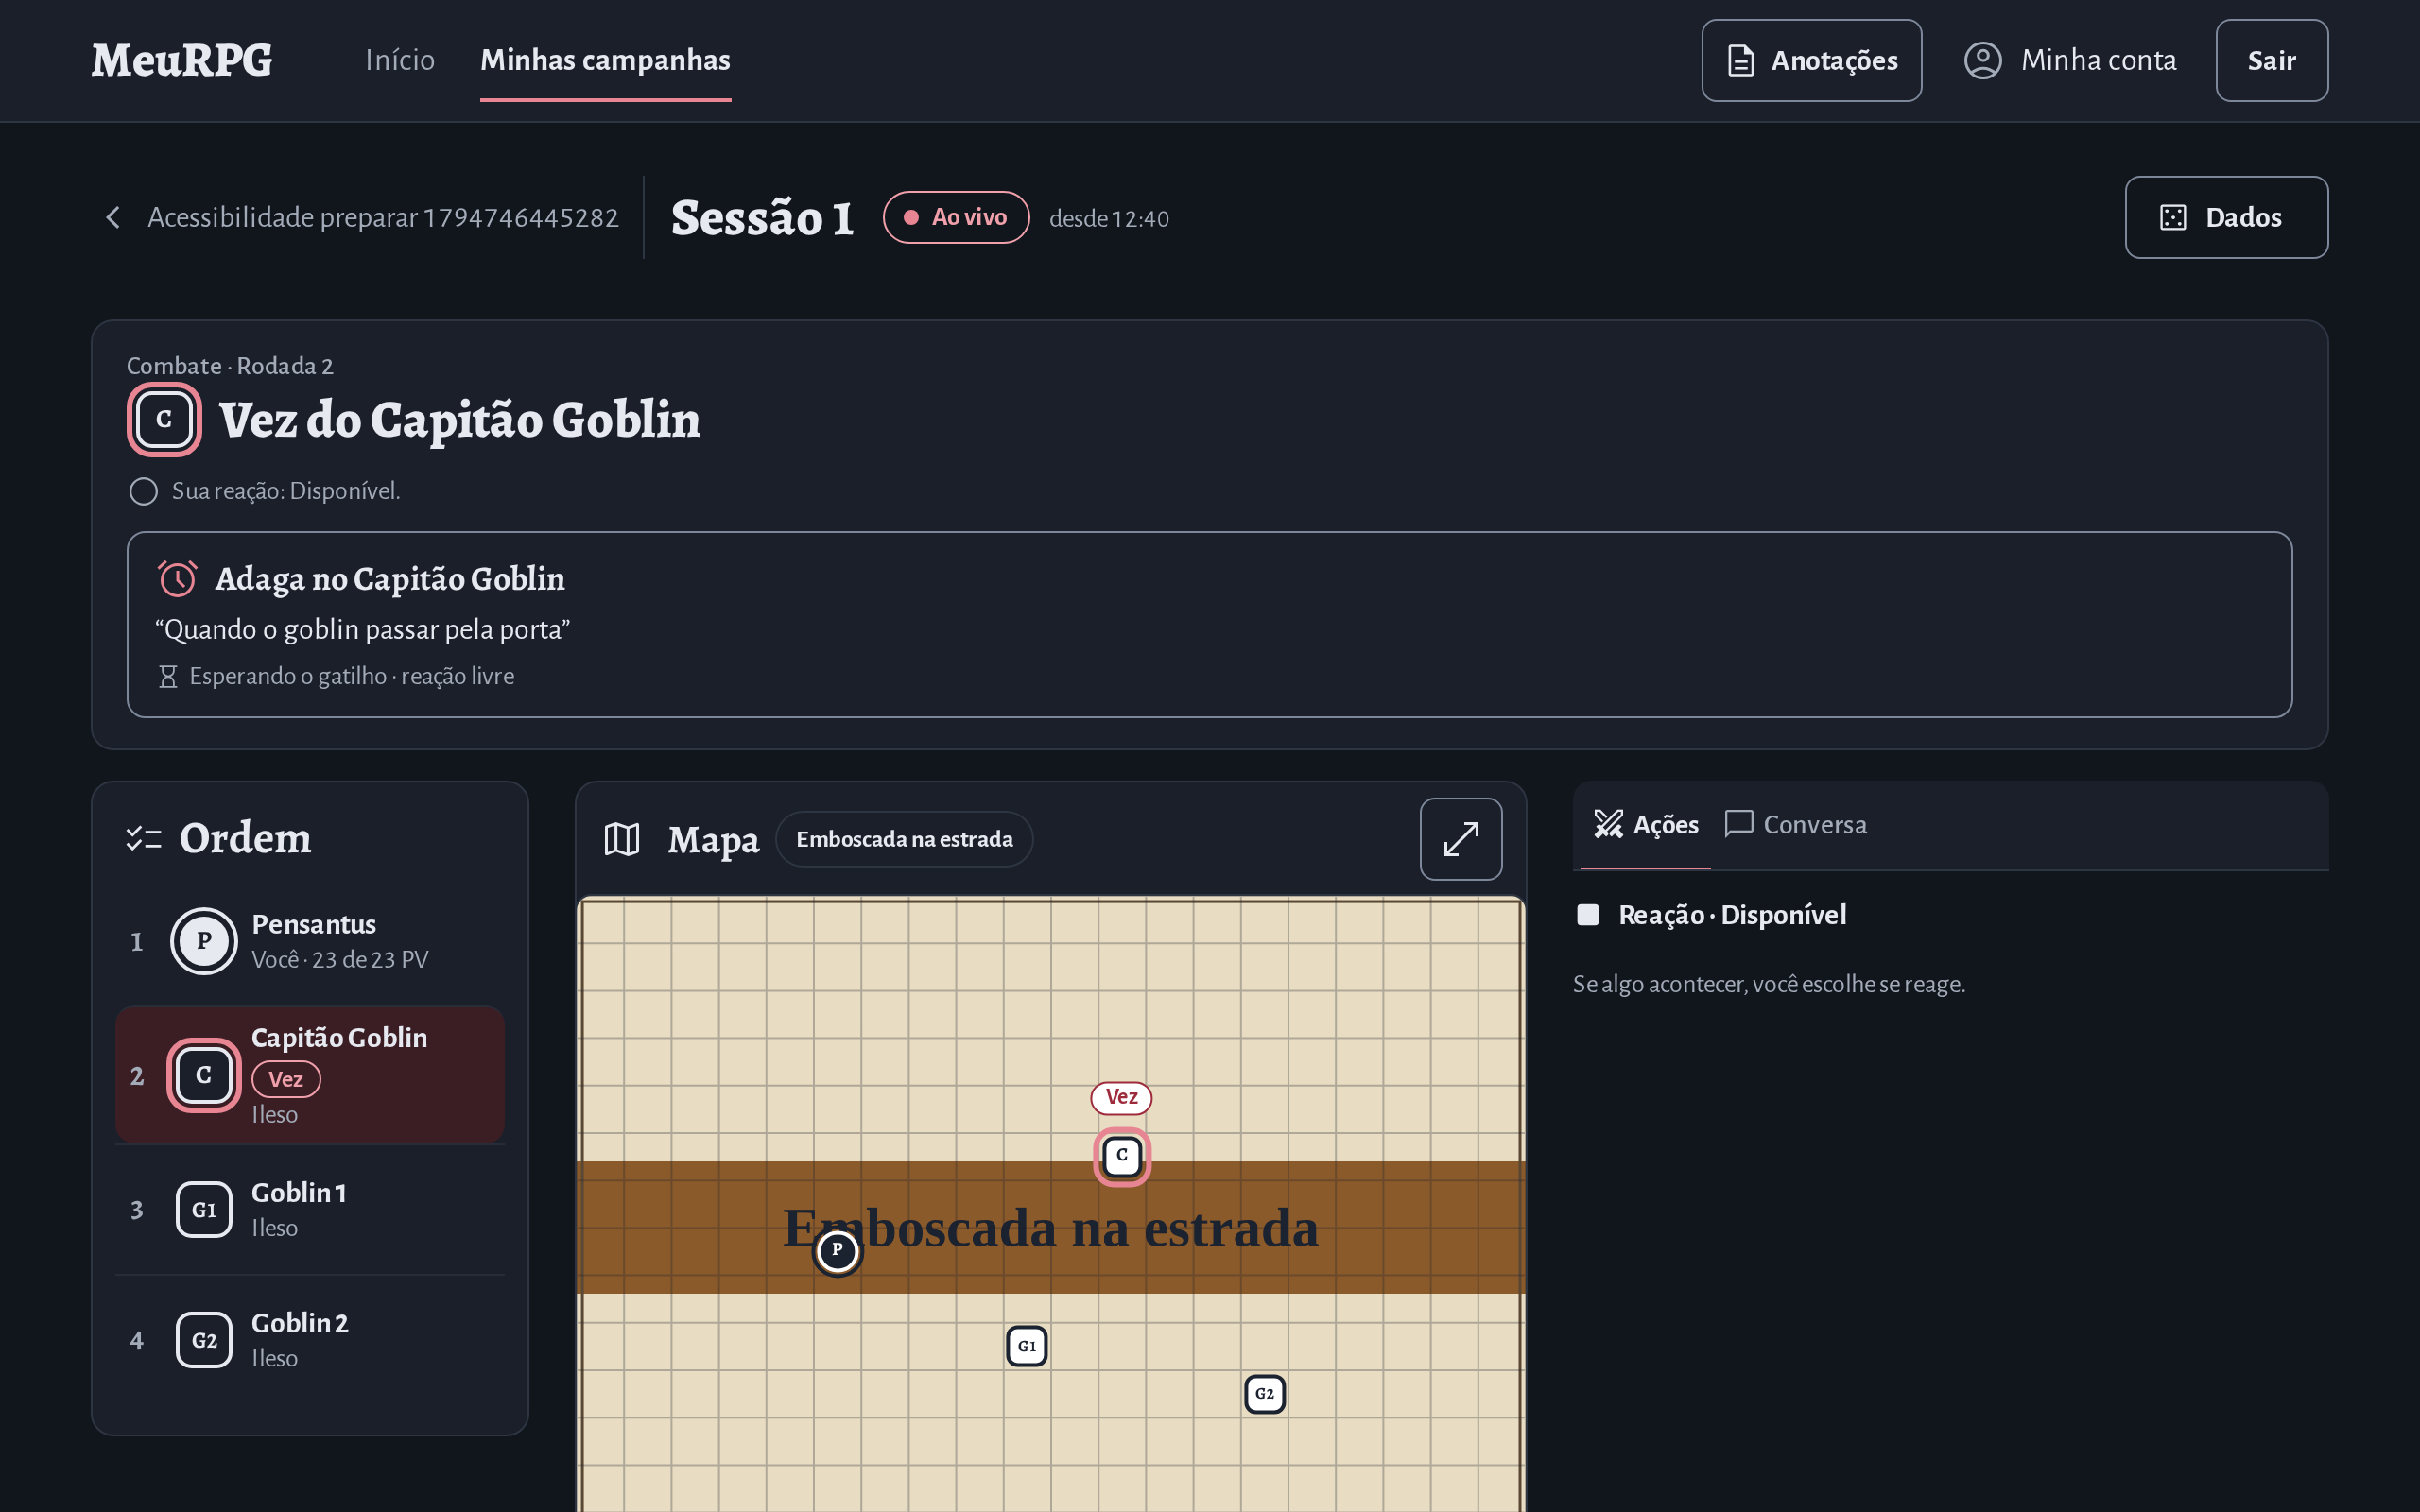 MeuRPG
Início
Minhas campanhas
Anotações
Minha conta
Sair
Acessibilidade preparar 1794746445282
Sessão 1
Ao vivo
desde 12:40
Dados
Combate · Rodada 2
C
Vez do Capitão Goblin
Sua reação: Disponível.
Adaga no Capitão Goblin
“Quando o goblin passar pela porta”
Esperando o gatilho · reação livre
Ordem
1
P
Pensantus
Você · 23 de 23 PV
2
C
Capitão Goblin
Vez
Ileso
3
G1
Goblin 1
Ileso
4
G2
Goblin 2
Ileso
Mapa
Emboscada na estrada
Vez
C
Emboscada na estrada
P
G1
G2
Ações
Conversa
Reação · Disponível
Se algo acontecer, você escolhe se reage.